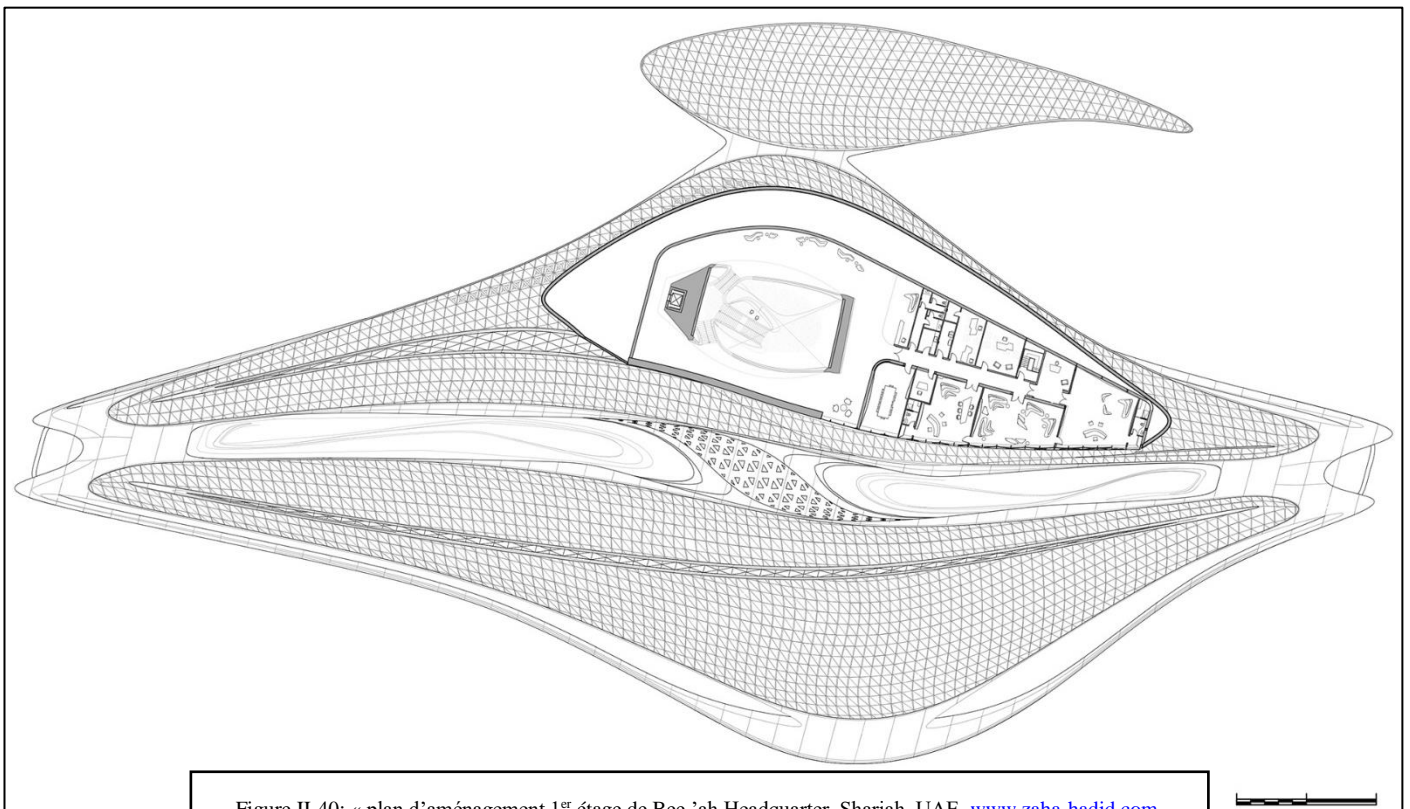 Figure II-40: « plan d’aménagement 1er étage de Bee ’ah Headquarter, Sharjah, UAE, www.zaha-hadid.com